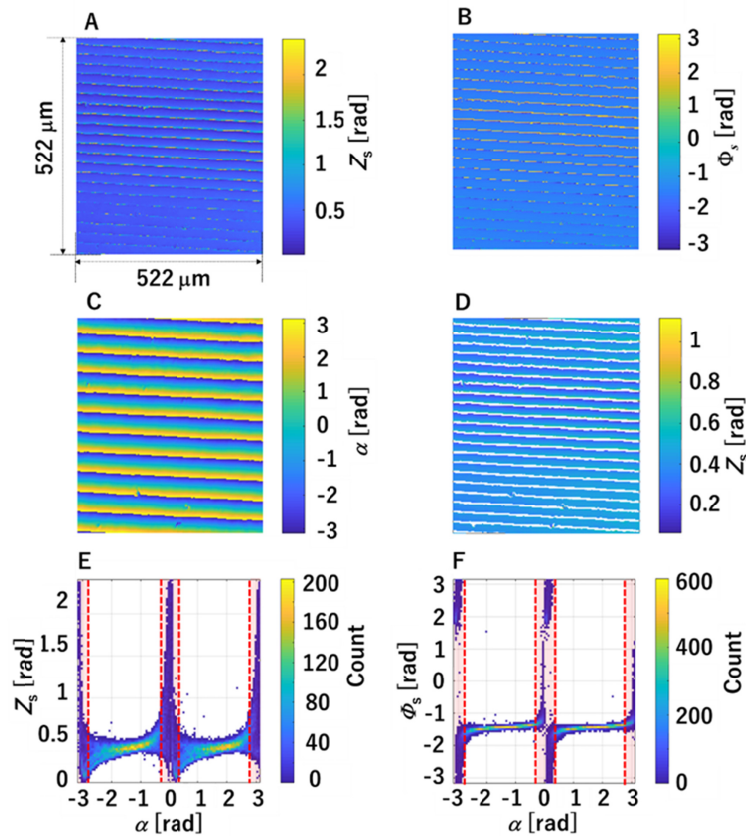 A
522 μm
522 μm
2
1.5
1
0.5
Zs [rad]
B
3
2
1
0
-1
-2
-3
Φs [rad]
C
3
2
1
0
-1
-2
-3
α [rad]
D
1
0.8
0.6
0.4
0.2
Zs [rad]
E
2
1.5
1
0.5
0
Zs [rad]
-3 -2 -1 0 1 2 3
α [rad]
200
160
120
80
40
0
Count
F
3
2
1
0
-1
-2
-3
Φs [rad]
-3 -2 -1 0 1 2 3
α [rad]
600
400
200
0
Count